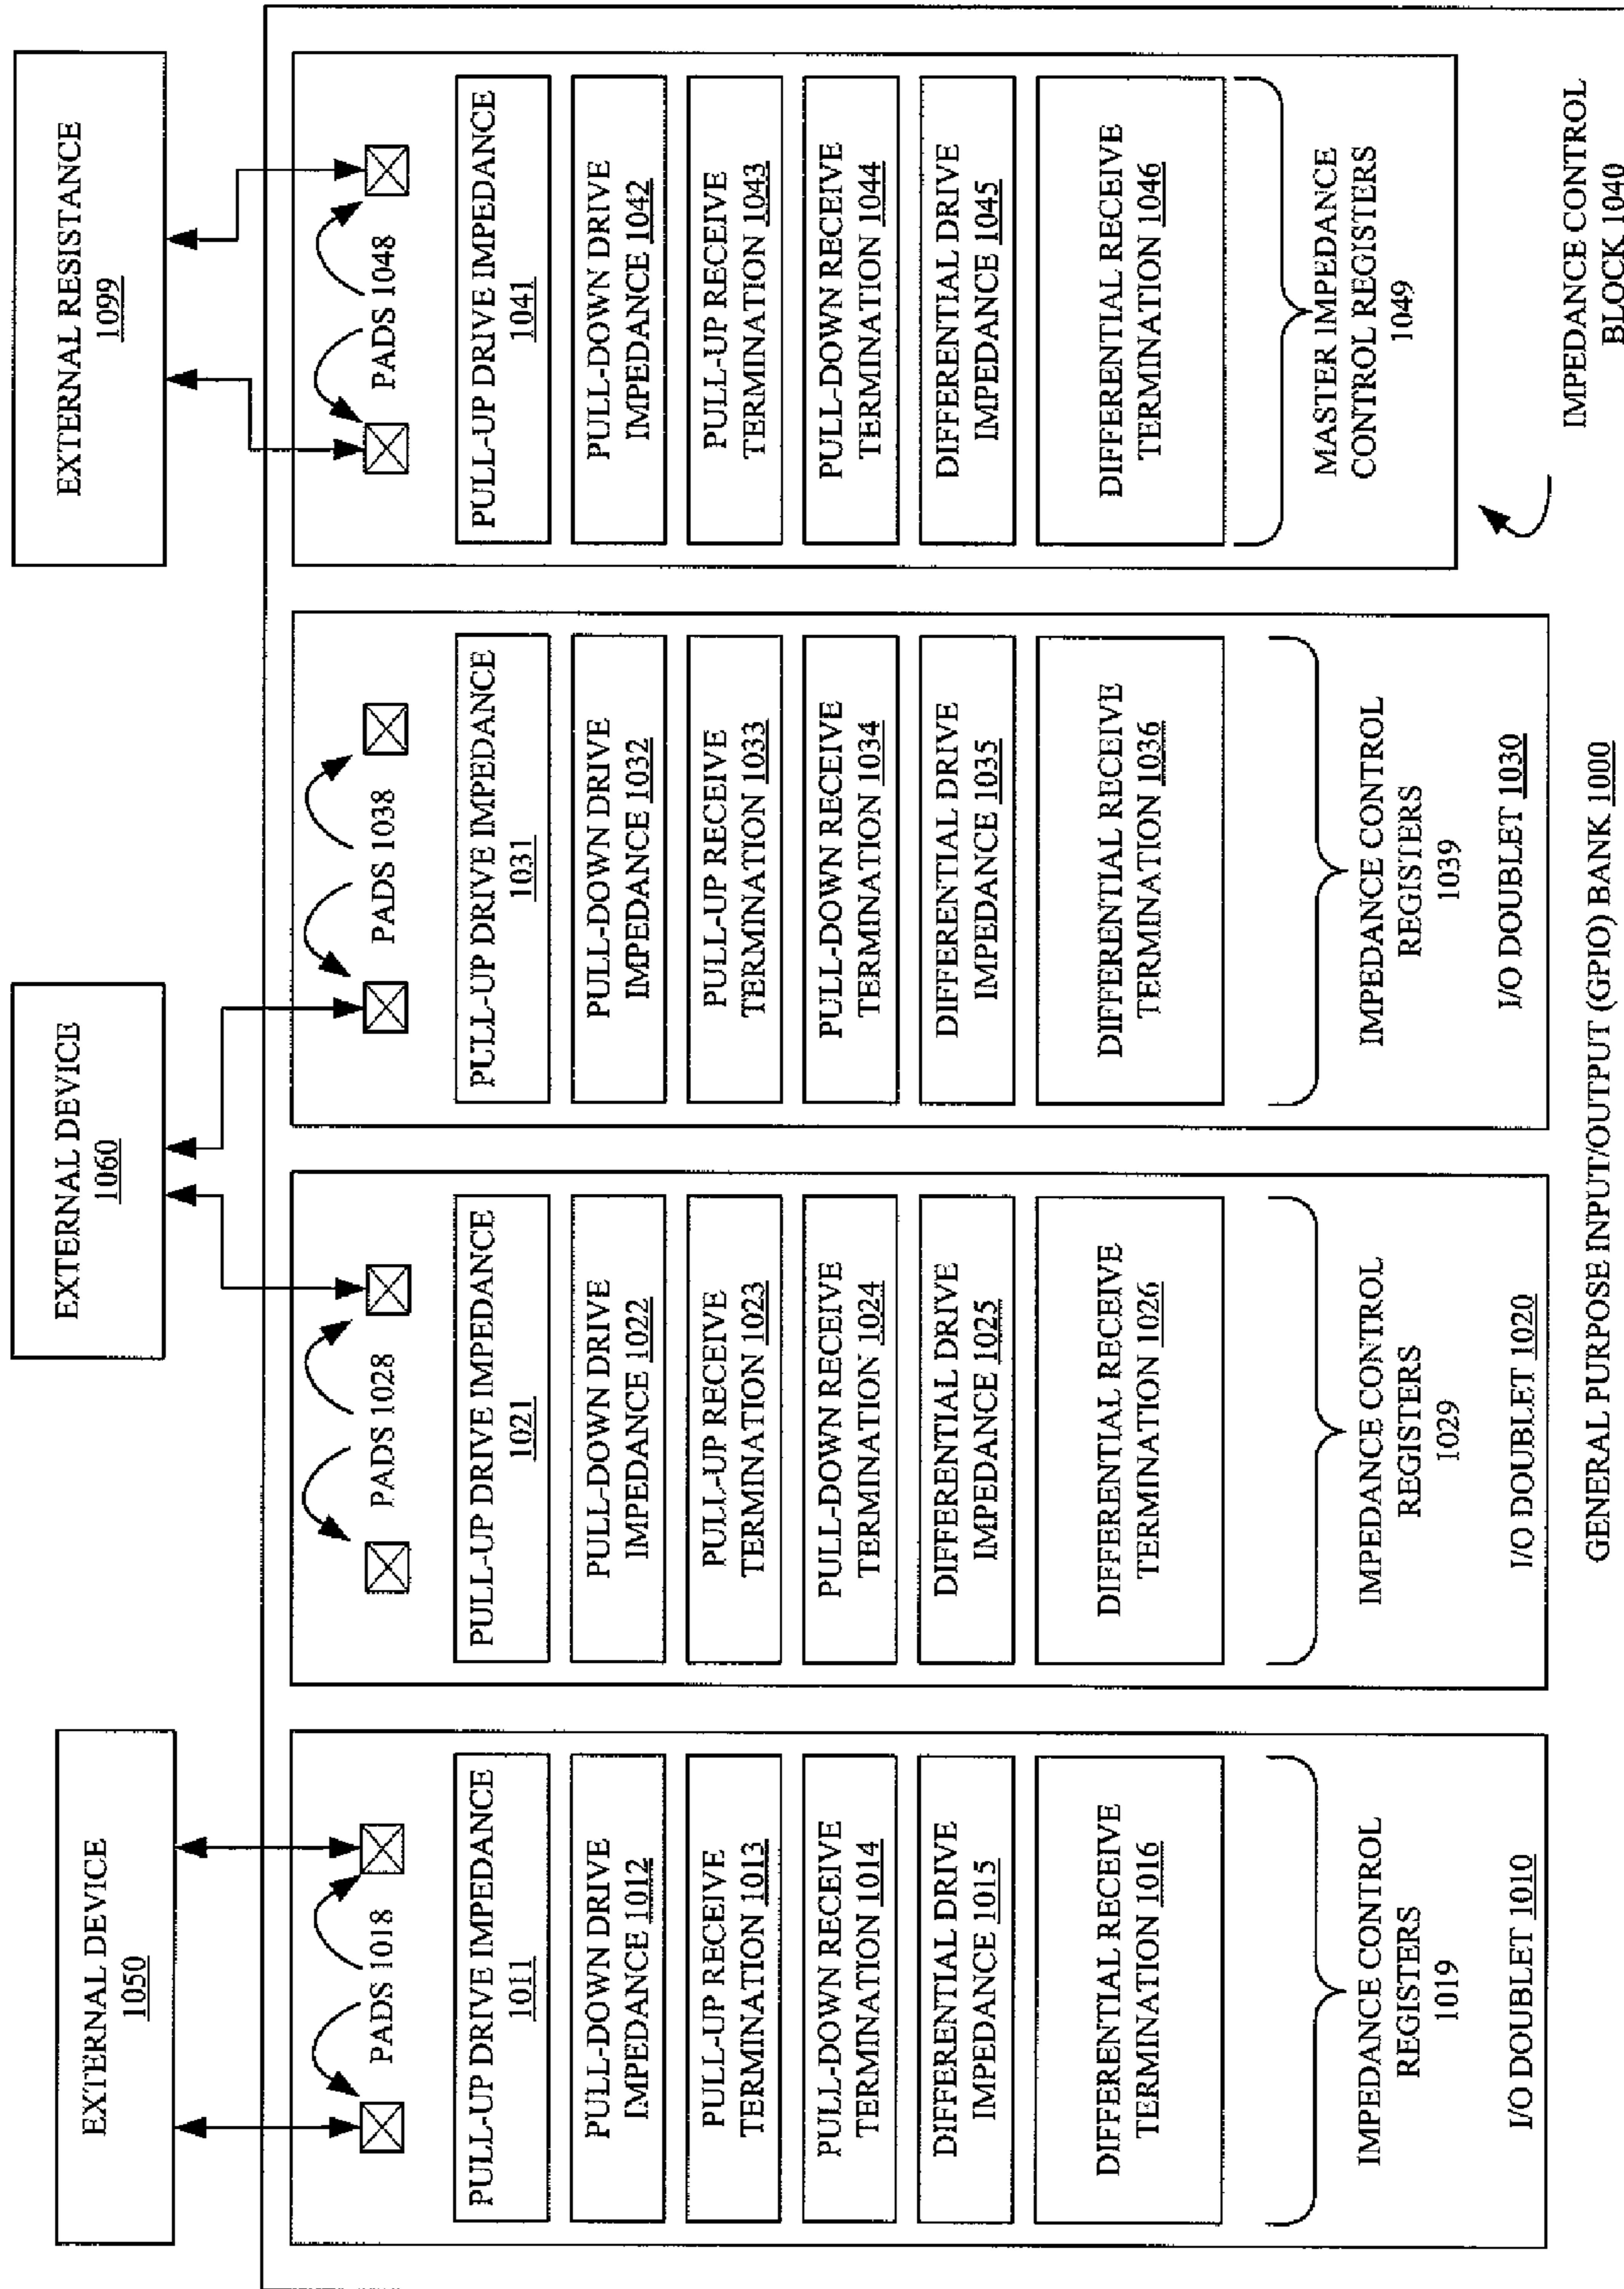 EXTERNAL DEVICE
1050
EXTERNAL DEVICE
1060
EXTERNAL RESISTANCE
1099
PADS 1018
PULL-UP DRIVE IMPEDANCE
1011
PULL-DOWN DRIVE
IMPEDANCE 1012
PULL-UP RECEIVE
TERMINATION 1013
PULL-DOWN RECEIVE
TERMINATION 1014
DIFFERENTIAL DRIVE
IMPEDANCE 1015
DIFFERENTIAL RECEIVE
TERMINATION 1016
IMPEDANCE CONTROL
REGISTERS
1019
I/O DOUBLET 1010
PADS 1028
PULL-UP DRIVE IMPEDANCE
1021
PULL-DOWN DRIVE
IMPEDANCE 1022
PULL-UP RECEIVE
TERMINATION 1023
PULL-DOWN RECEIVE
TERMINATION 1024
DIFFERENTIAL DRIVE
IMPEDANCE 1025
DIFFERENTIAL RECEIVE
TERMINATION 1026
IMPEDANCE CONTROL
REGISTERS
1029
I/O DOUBLET 1020
PADS 1038
PULL-UP DRIVE IMPEDANCE
1031
PULL-DOWN DRIVE
IMPEDANCE 1032
PULL-UP RECEIVE
TERMINATION 1033
PULL-DOWN RECEIVE
TERMINATION 1034
DIFFERENTIAL DRIVE
IMPEDANCE 1035
DIFFERENTIAL RECEIVE
TERMINATION 1036
IMPEDANCE CONTROL
REGISTERS
1039
I/O DOUBLET 1030
PADS 1048
PULL-UP DRIVE IMPEDANCE
1041
PULL-DOWN DRIVE
IMPEDANCE 1042
PULL-UP RECEIVE
TERMINATION 1043
PULL-DOWN RECEIVE
TERMINATION 1044
DIFFERENTIAL DRIVE
IMPEDANCE 1045
DIFFERENTIAL RECEIVE
TERMINATION 1046
MASTER IMPEDANCE
CONTROL REGISTERS
1049
IMPEDANCE CONTROL
BLOCK 1040
GENERAL PURPOSE INPUT/OUTPUT (GPIO) BANK 1000